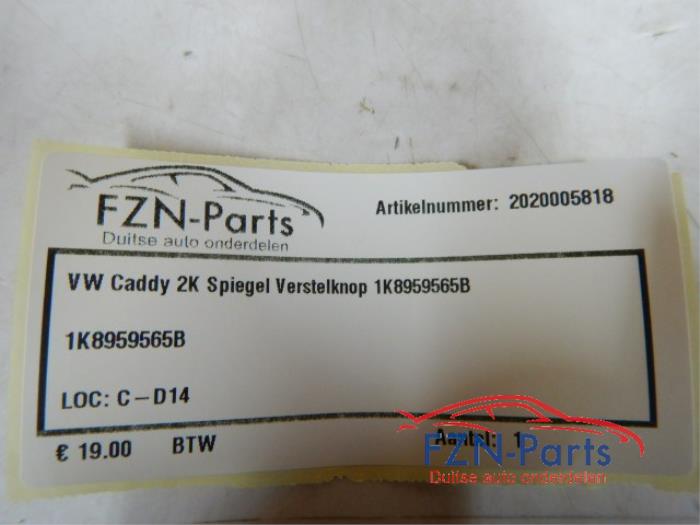 FZN-Parts
Duitse auto onderdelen
Artikelnummer: 2020005818
VW Caddy 2K Spiegel Verstelknop 1K8959565B
1K8959565B
LOC: C-D14
€ 19.00 BTW
Aantal: 1
FZN-Parts
Duitse auto onderdelen